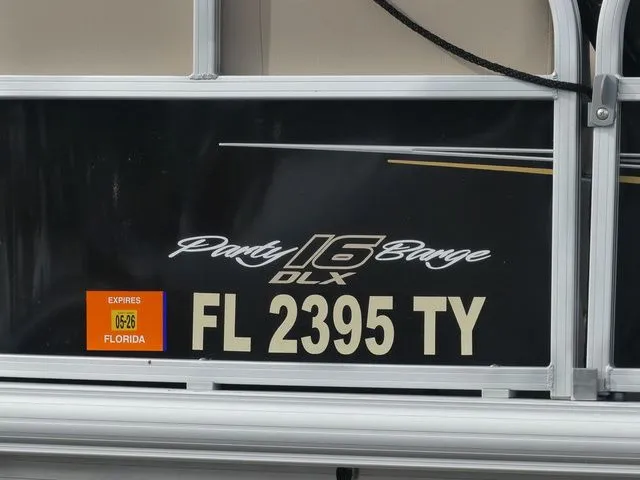 Party 16 Barge
DLX
EXPIRES
05-26
FLORIDA
FL 2395 TY